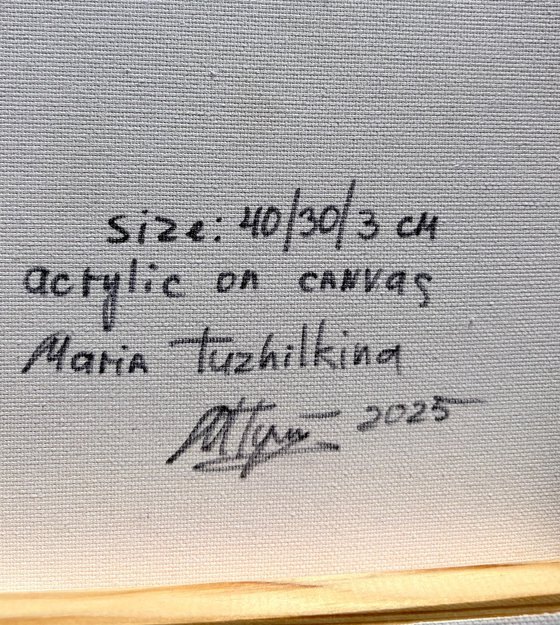 size: 40/30/3 cm
acrylic on canvas
Maria Tuzhilkina
2025